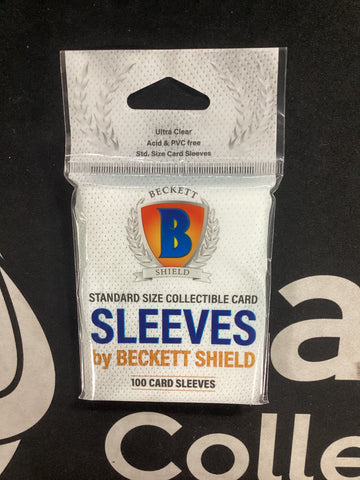 Ultra Clear
Acid & PVC free
Std. Size Card Sleeves
BECKETT
B
SHIELD
STANDARD SIZE COLLECTIBLE CARD
SLEEVES
by BECKETT SHIELD
100 CARD SLEEVES
a
Colle